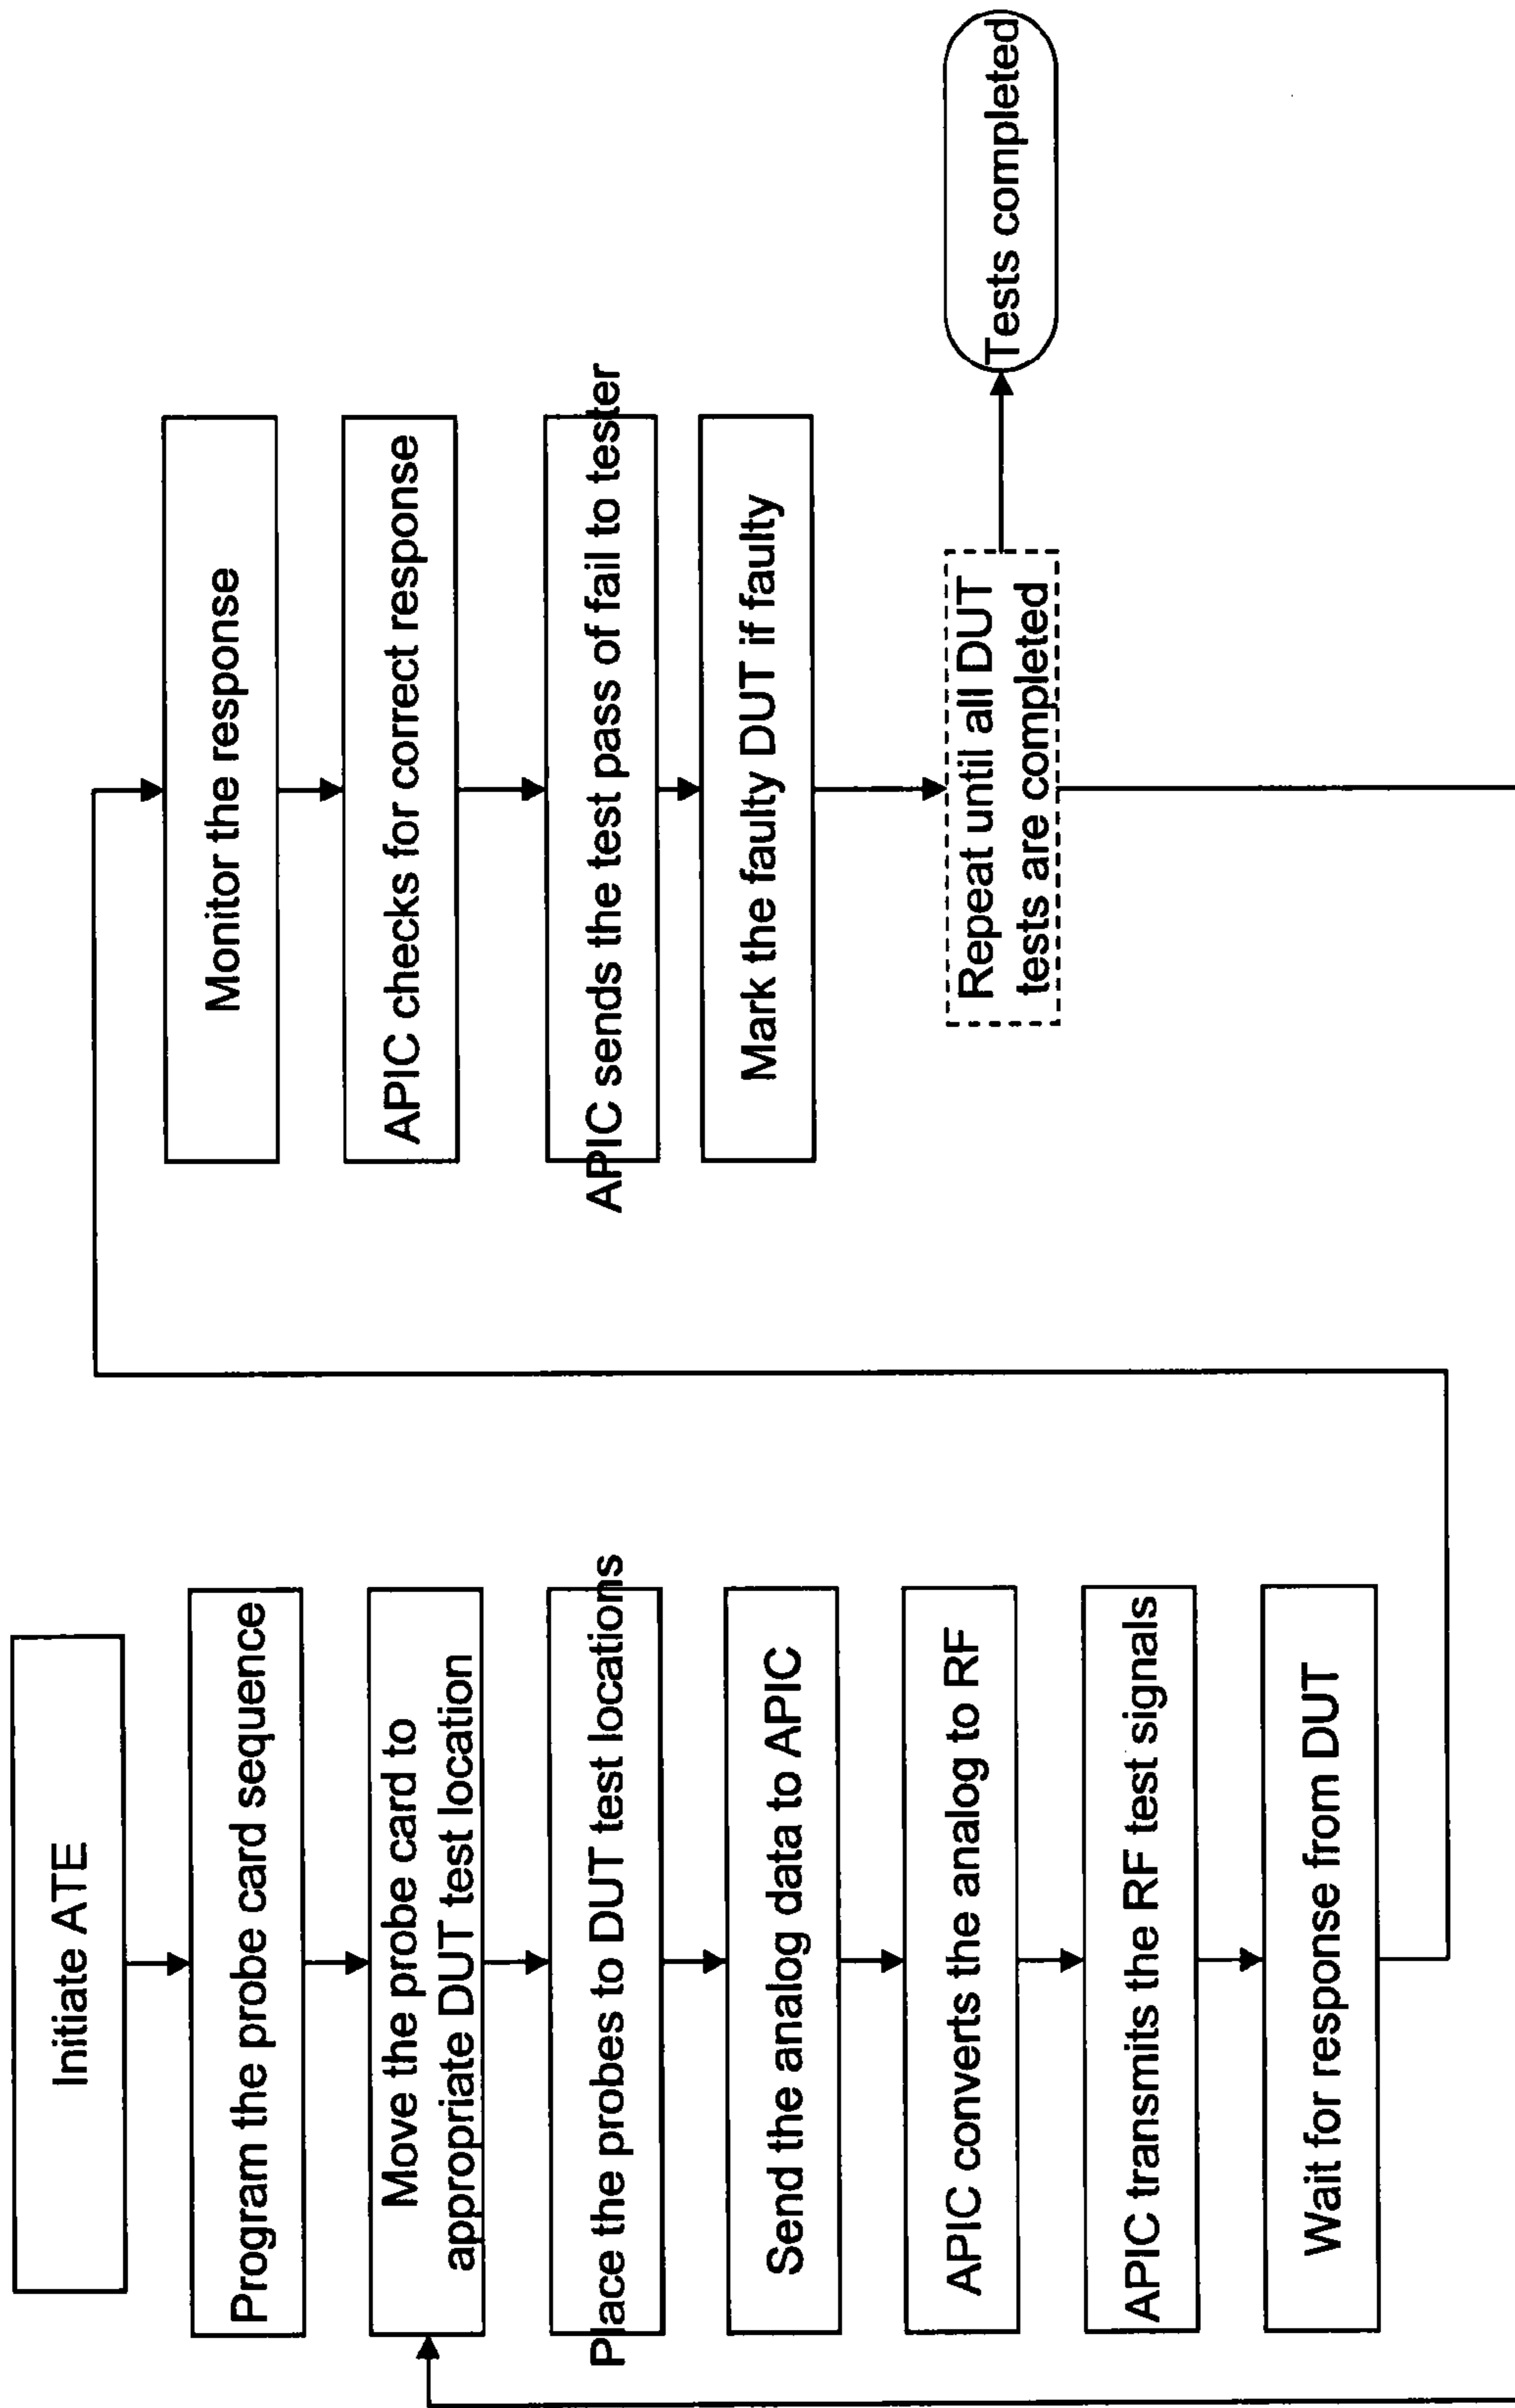 Initiate ATE
Program the probe card sequence
Move the probe card to
appropriate DUT test location
Place the probes to DUT test locations
Send the analog data to APIC
APIC converts the analog to RF
APIC transmits the RF test signals
Wait for response from DUT
Monitor the response
APIC checks for correct response
APIC sends the test pass of fail to tester
Mark the faulty DUT if faulty
Repeat until all DUT
tests are completed
Tests completed